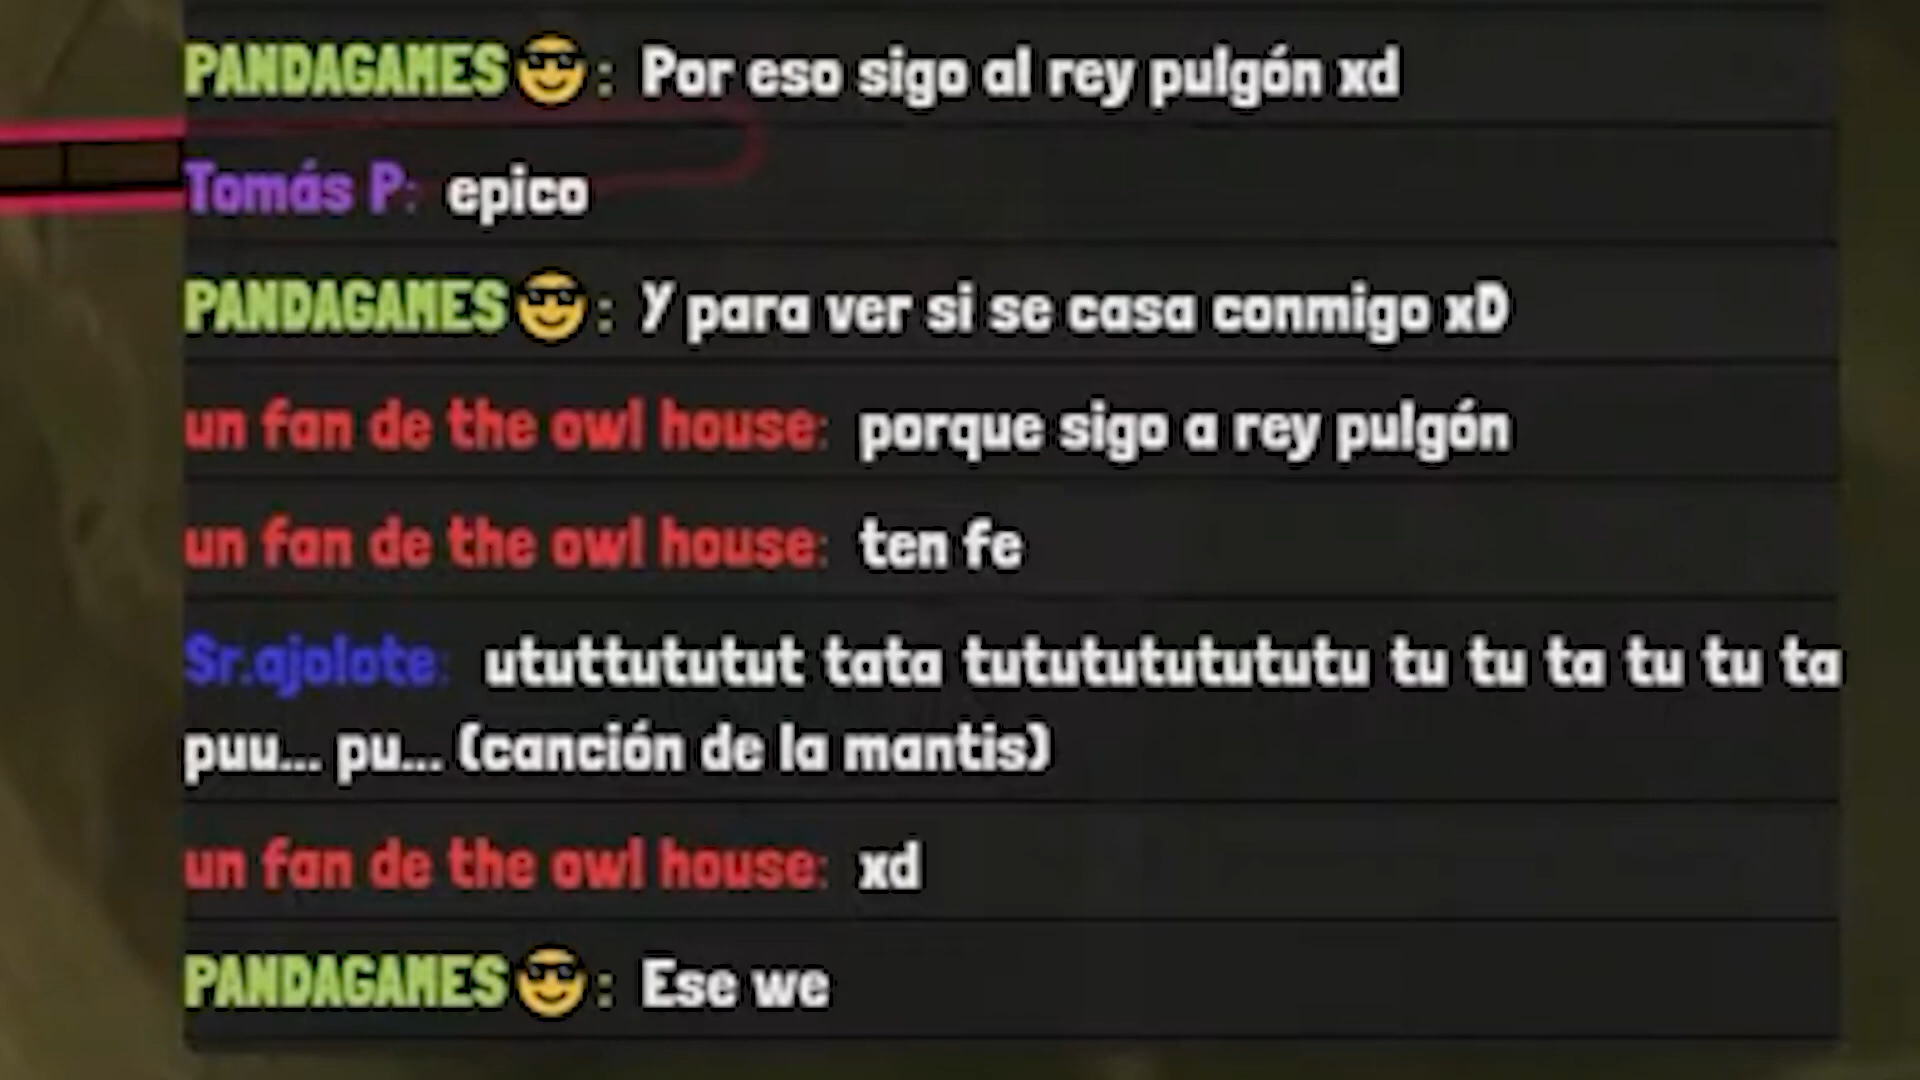 PANDAGAMES😎: Por eso sigo al rey pulgón xd
Tomás P: epico
PANDAGAMES😎: Y para ver si se casa conmigo xD
un fan de the owl house: porque sigo a rey pulgón
un fan de the owl house: ten fe
Sr.ajolote: ututtututut tata tutututututututu tu tu ta tu tu ta
puu... pu... (canción de la mantis)
un fan de the owl house: xd
PANDAGAMES😎: Ese we